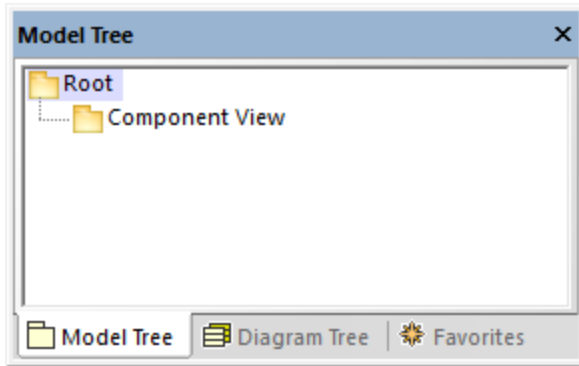 Model Tree
Root
Component View
Model Tree Diagram Tree Favorites